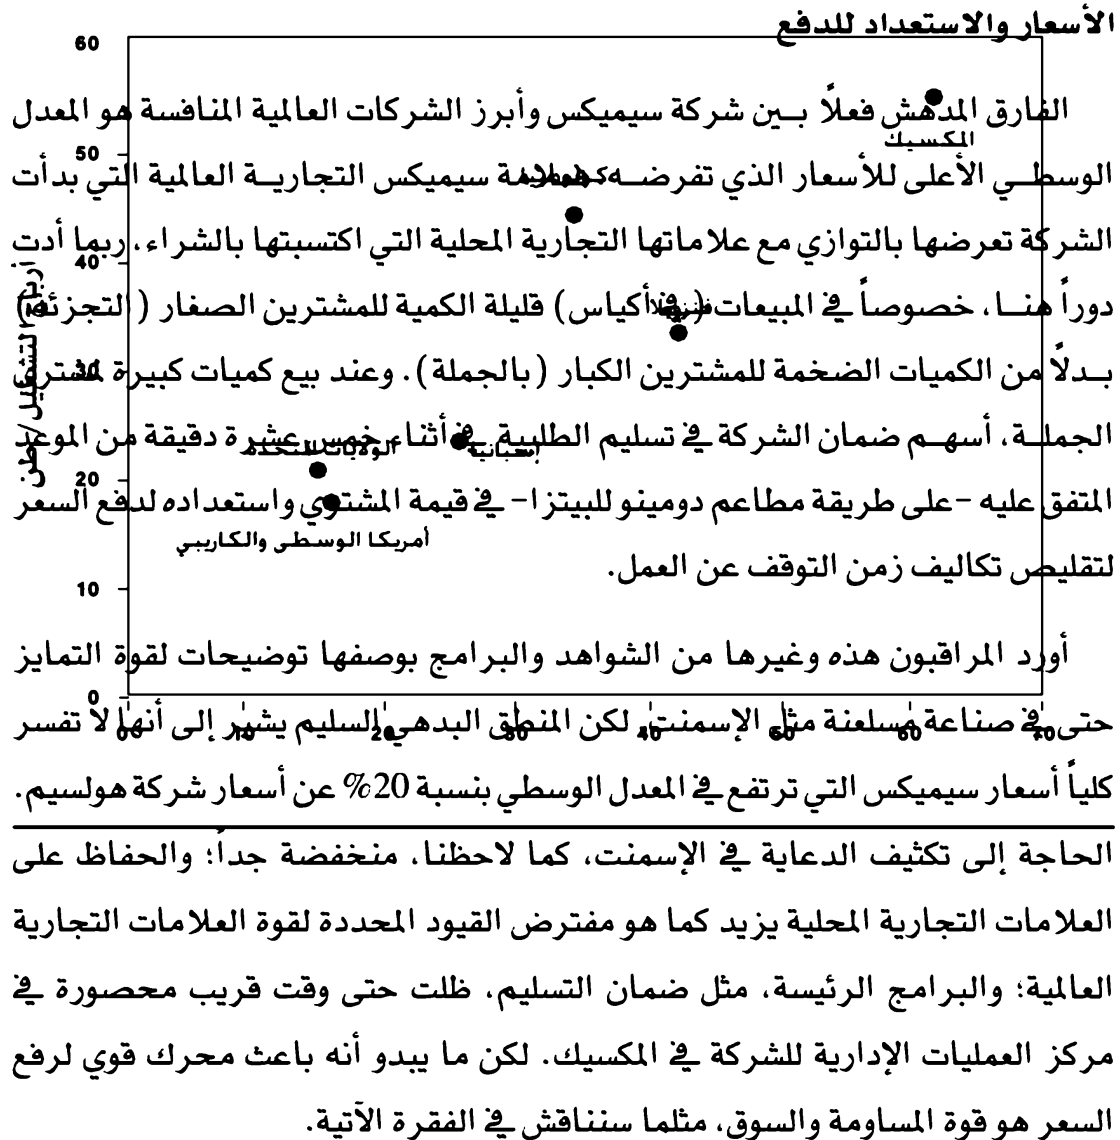 الأسعار والاستعداد للدفع
60
الفارق المدهش فعلاً بين شركة سيميكس وأبرز الشركات العالمية المنافسة هو المعدل
المكسيك
50
الوسطي الأعلى للأسعار الذي تفرضه. سيميكس التجارية العالمية التي بدأت
الشركة تعرضها بالتوازي مع علاماتها التجارية المحلية التي اكتسبتها بالشراء، ربما أدت
40
دوراً هنا، خصوصاً في المبيعات (في أكياس) قليلة الكمية للمشترين الصغار (التجزئة)
30
بدلاً من الكميات الضخمة للمشترين الكبار (بالجملة). وعند بيع كميات كبيرة لمشتري
الجملة، أسهم ضمان الشركة في تسليم الطلبية في أثناء خمس عشرة دقيقة من الموعد
الولايات المتحدة
20
المتفق عليه -على طريقة مطاعم دومينو للبيتزا- في قيمة المشتري واستعداده لدفع السعر
أمريكا الوسطى والكاريبي
لتقليص تكاليف زمن التوقف عن العمل.
10
أورد المراقبون هذه وغيرها من الشواهد والبرامج بوصفها توضيحات لقوة التمايز
0
حتى في صناعة مسلعنة مثل الإسمنت. لكن المنطق البدهي السليم يشير إلى أنها لا تفسر
كلياً أسعار سيميكس التي ترتفع في المعدل الوسطي بنسبة 20% عن أسعار شركة هولسيم.
الحاجة إلى تكثيف الدعاية في الإسمنت، كما لاحظنا، منخفضة جداً؛ والحفاظ على
العلامات التجارية المحلية يزيد كما هو مفترض القيود المحددة لقوة العلامات التجارية
العالمية؛ والبرامج الرئيسة، مثل ضمان التسليم، ظلت حتى وقت قريب محصورة في
مركز العمليات الإدارية للشركة في المكسيك. لكن ما يبدو أنه باعث محرك قوي لرفع
السعر هو قوة المساومة والسوق، مثلما سنناقش في الفقرة الآتية.